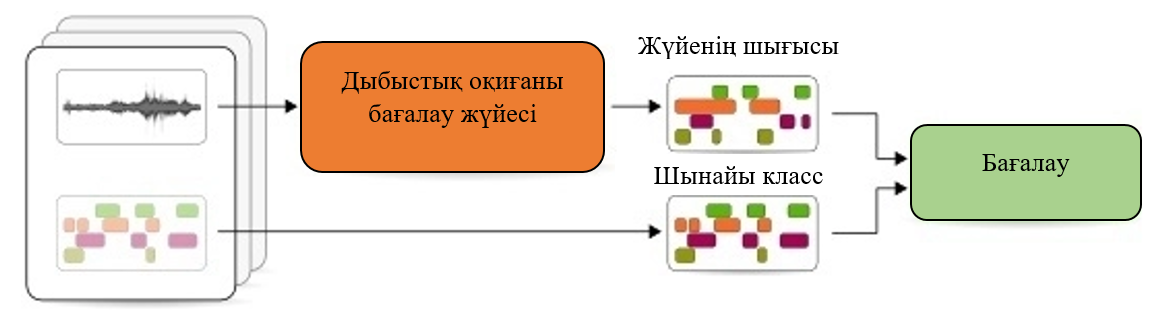 Жүйенің шығысы
Дыбыстық оқиғаны
бағалау жүйесі
Шынайы класс
Бағалау